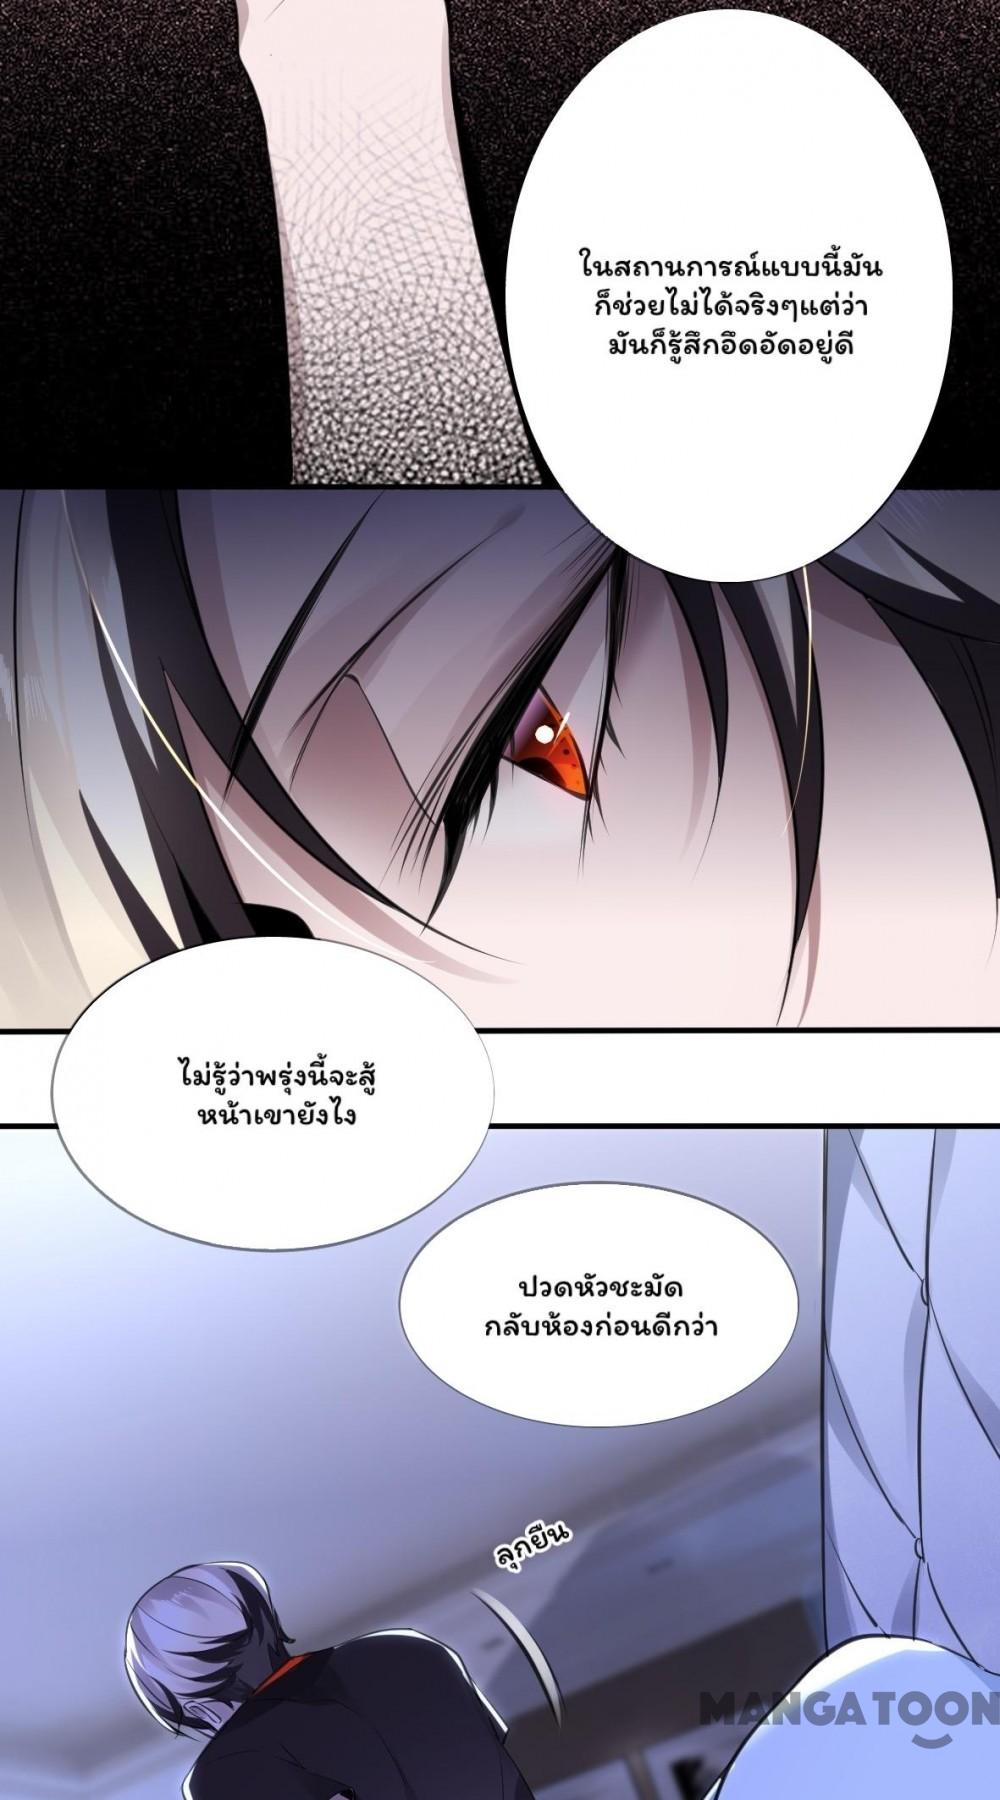 ในสถานการณ์แบบนี้มัน
ก็ช่วยไม่ได้จริงๆแต่ว่า
มันก็รู้สึกอึดอัดอยู่ดี
ไม่รู้ว่าพรุ่งนี้จะสู้
หน้าเขายังไง
ปวดหัวชะมัด
กลับห้องก่อนดีกว่า
ลุกยืน
MANGATOON